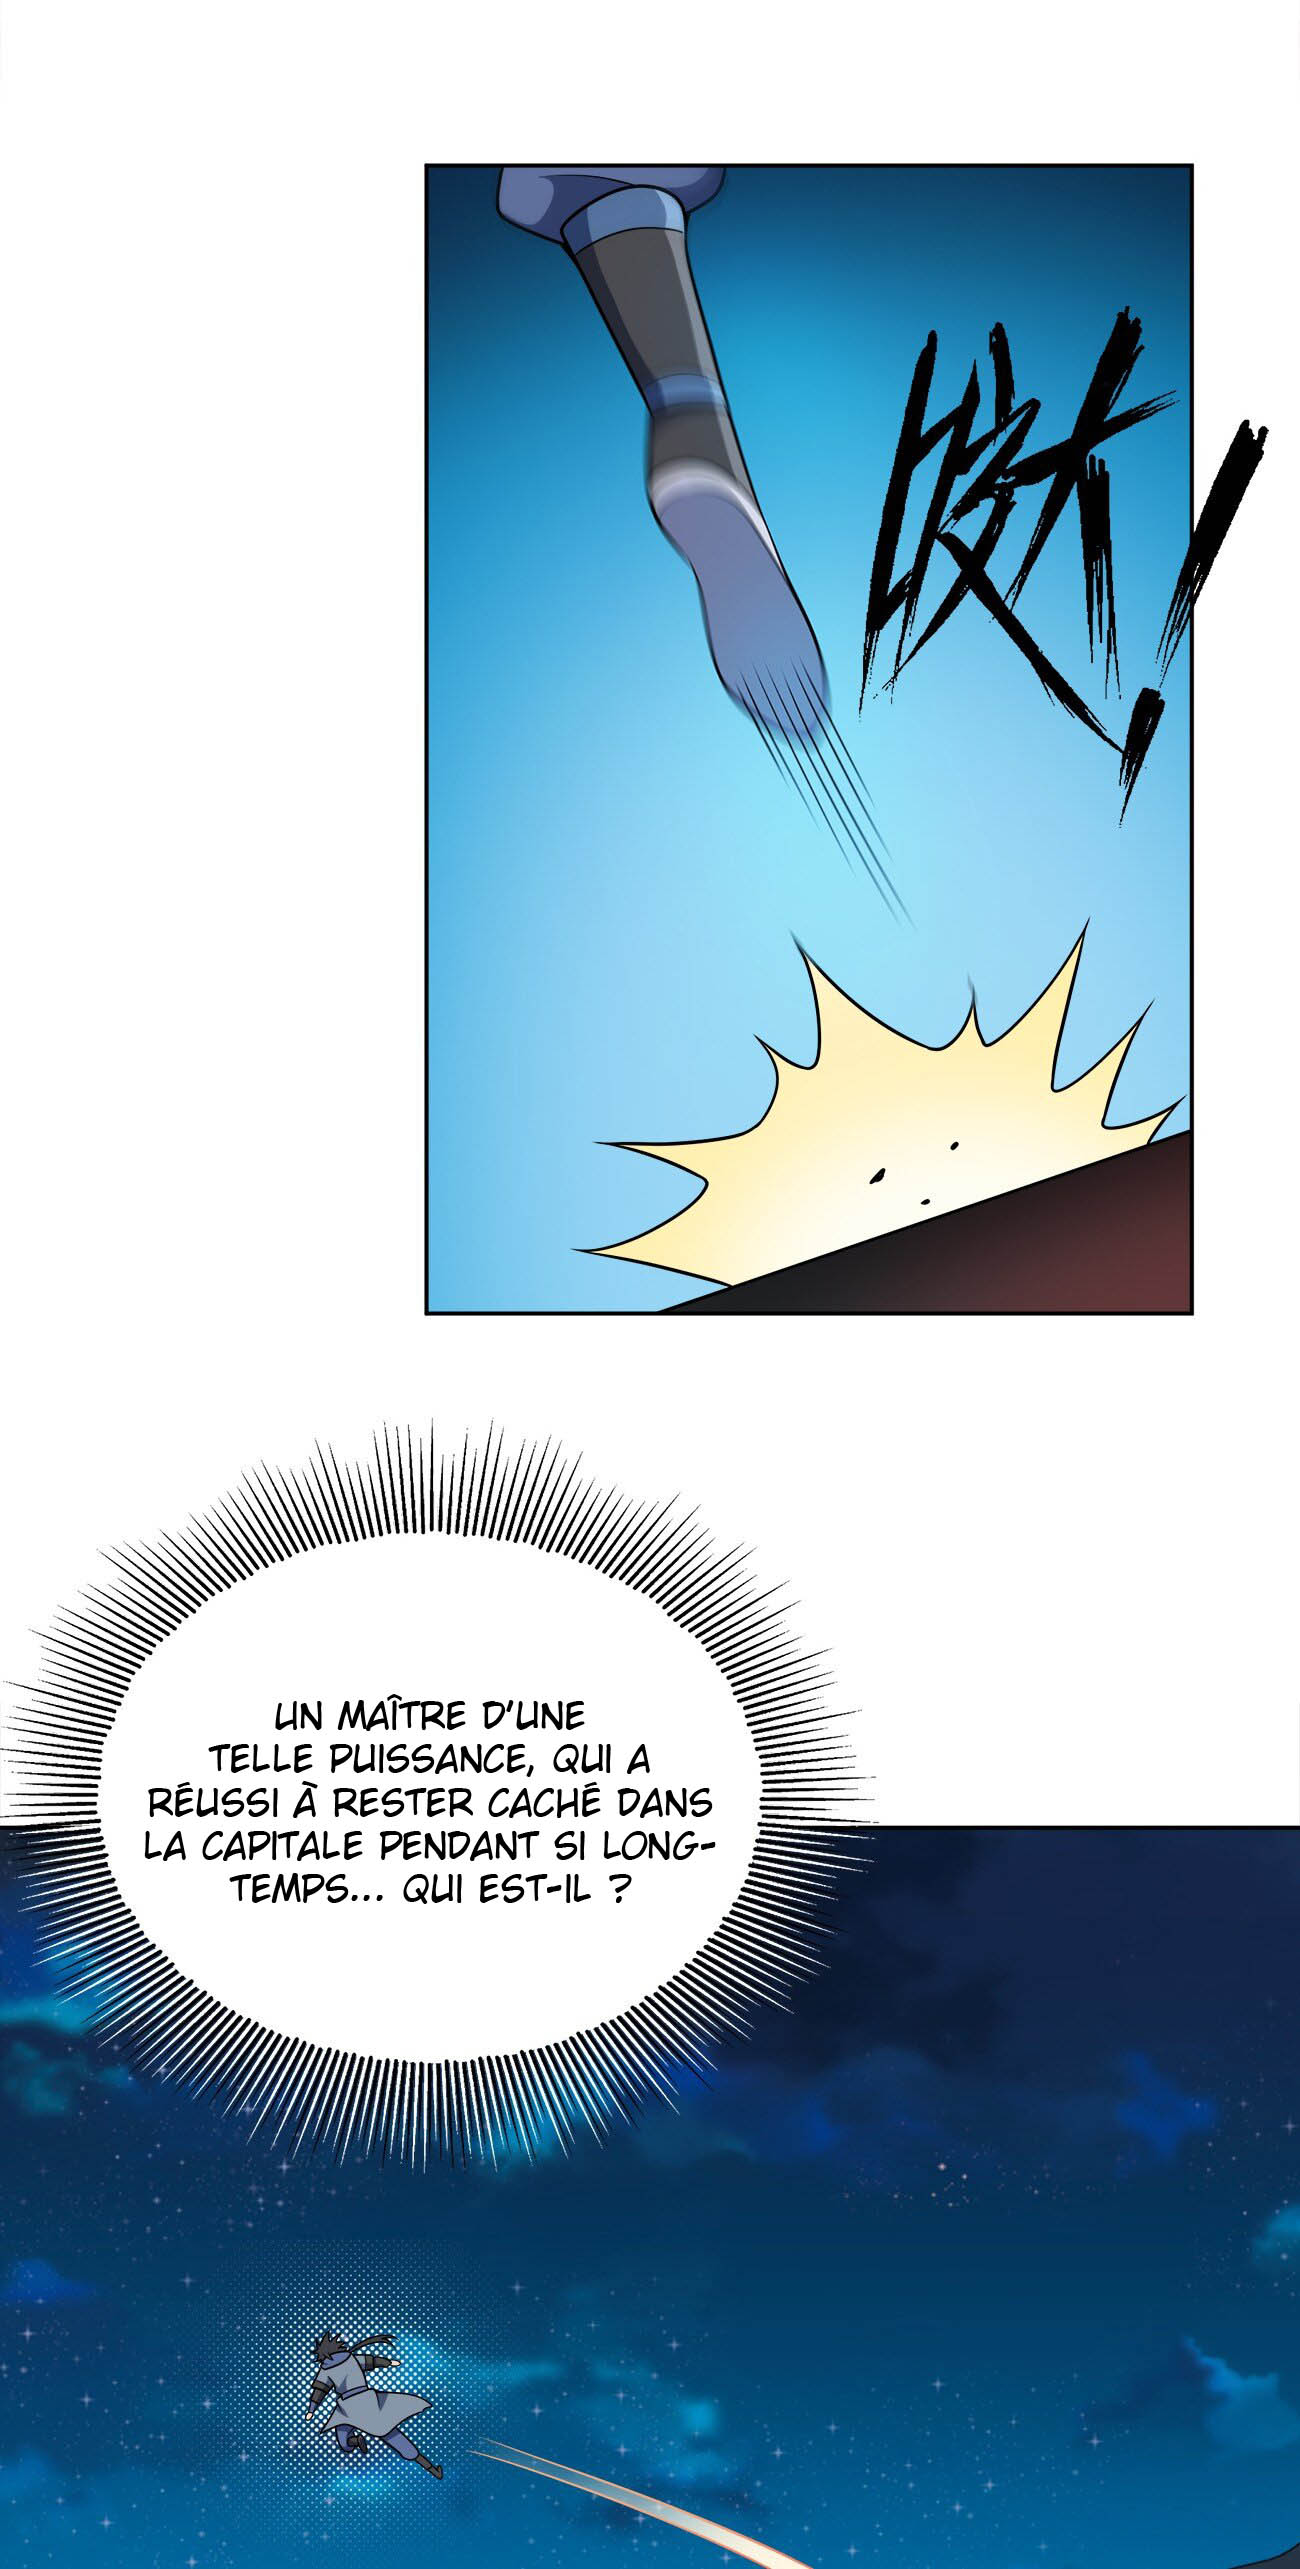 UN MAÎTRE D'UNE
TELLE PUISSANCE, QUI A
RÉUSSI À RESTER CACHÉ DANS
LA CAPITALE PENDANT SI LONG-
TEMPS... QUI EST-IL ?